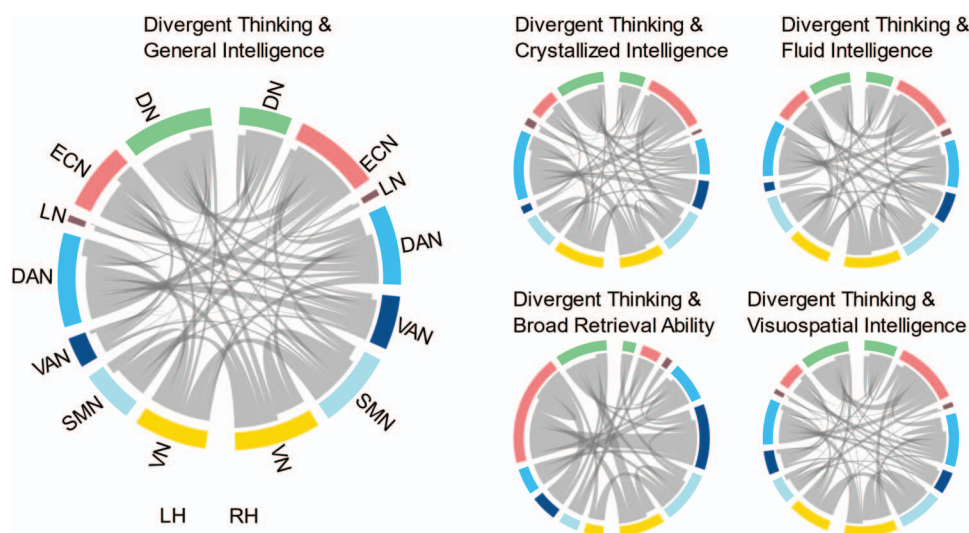 Divergent Thinking &
General Intelligence
Divergent Thinking &
Crystallized Intelligence
Divergent Thinking &
Fluid Intelligence
DN
DN
ECN
ECN
LN
LN
DAN
DAN
VAN
VAN
SMN
SMN
VN
VN
LH RH
Divergent Thinking &
Broad Retrieval Ability
Divergent Thinking &
Visuospatial Intelligence